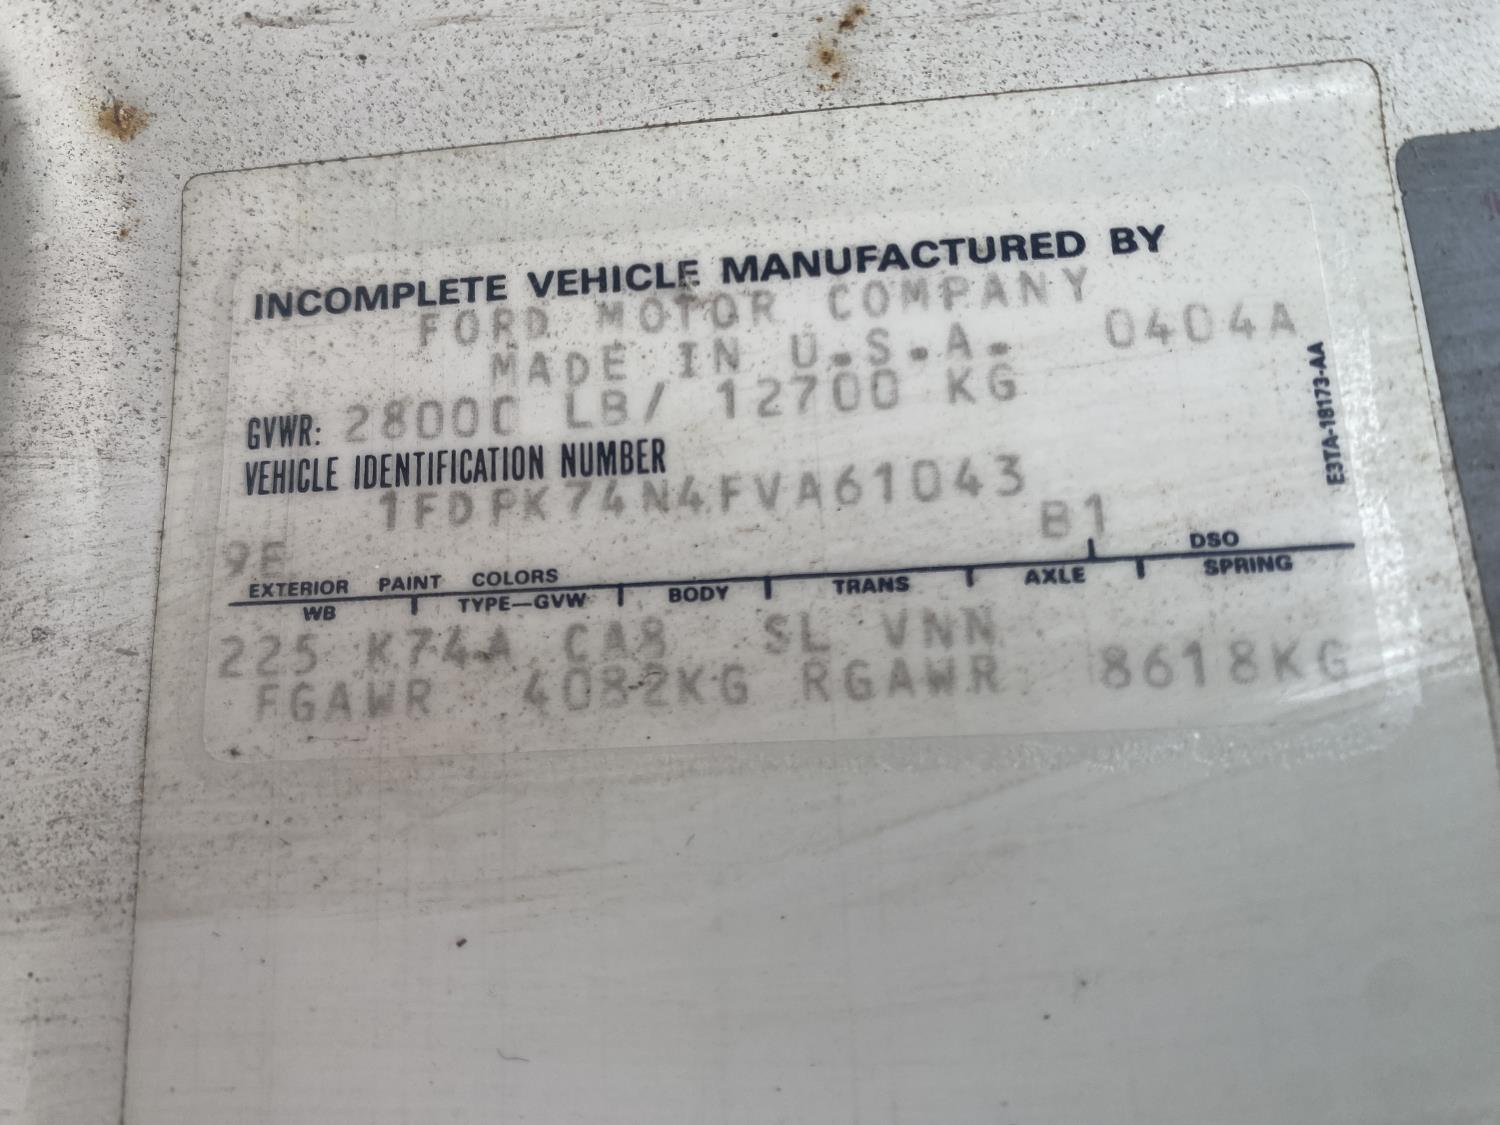 INCOMPLETE VEHICLE MANUFACTURED BY
FORD MOTOR COMPANY
MADE IN U.S.A. 0404A
GVWR: 28000 LB/ 12700 KG
VEHICLE IDENTIFICATION NUMBER
1FDPK74N4FVA61043
9E B1
EXTERIOR PAINT COLORS DSO
WB TYPE-GVW BODY TRANS AXLE SPRING
225 K74A CA8 SL VNN
FGAWR 4082KG RGAWR 8618KG
E3TA-18173-AA